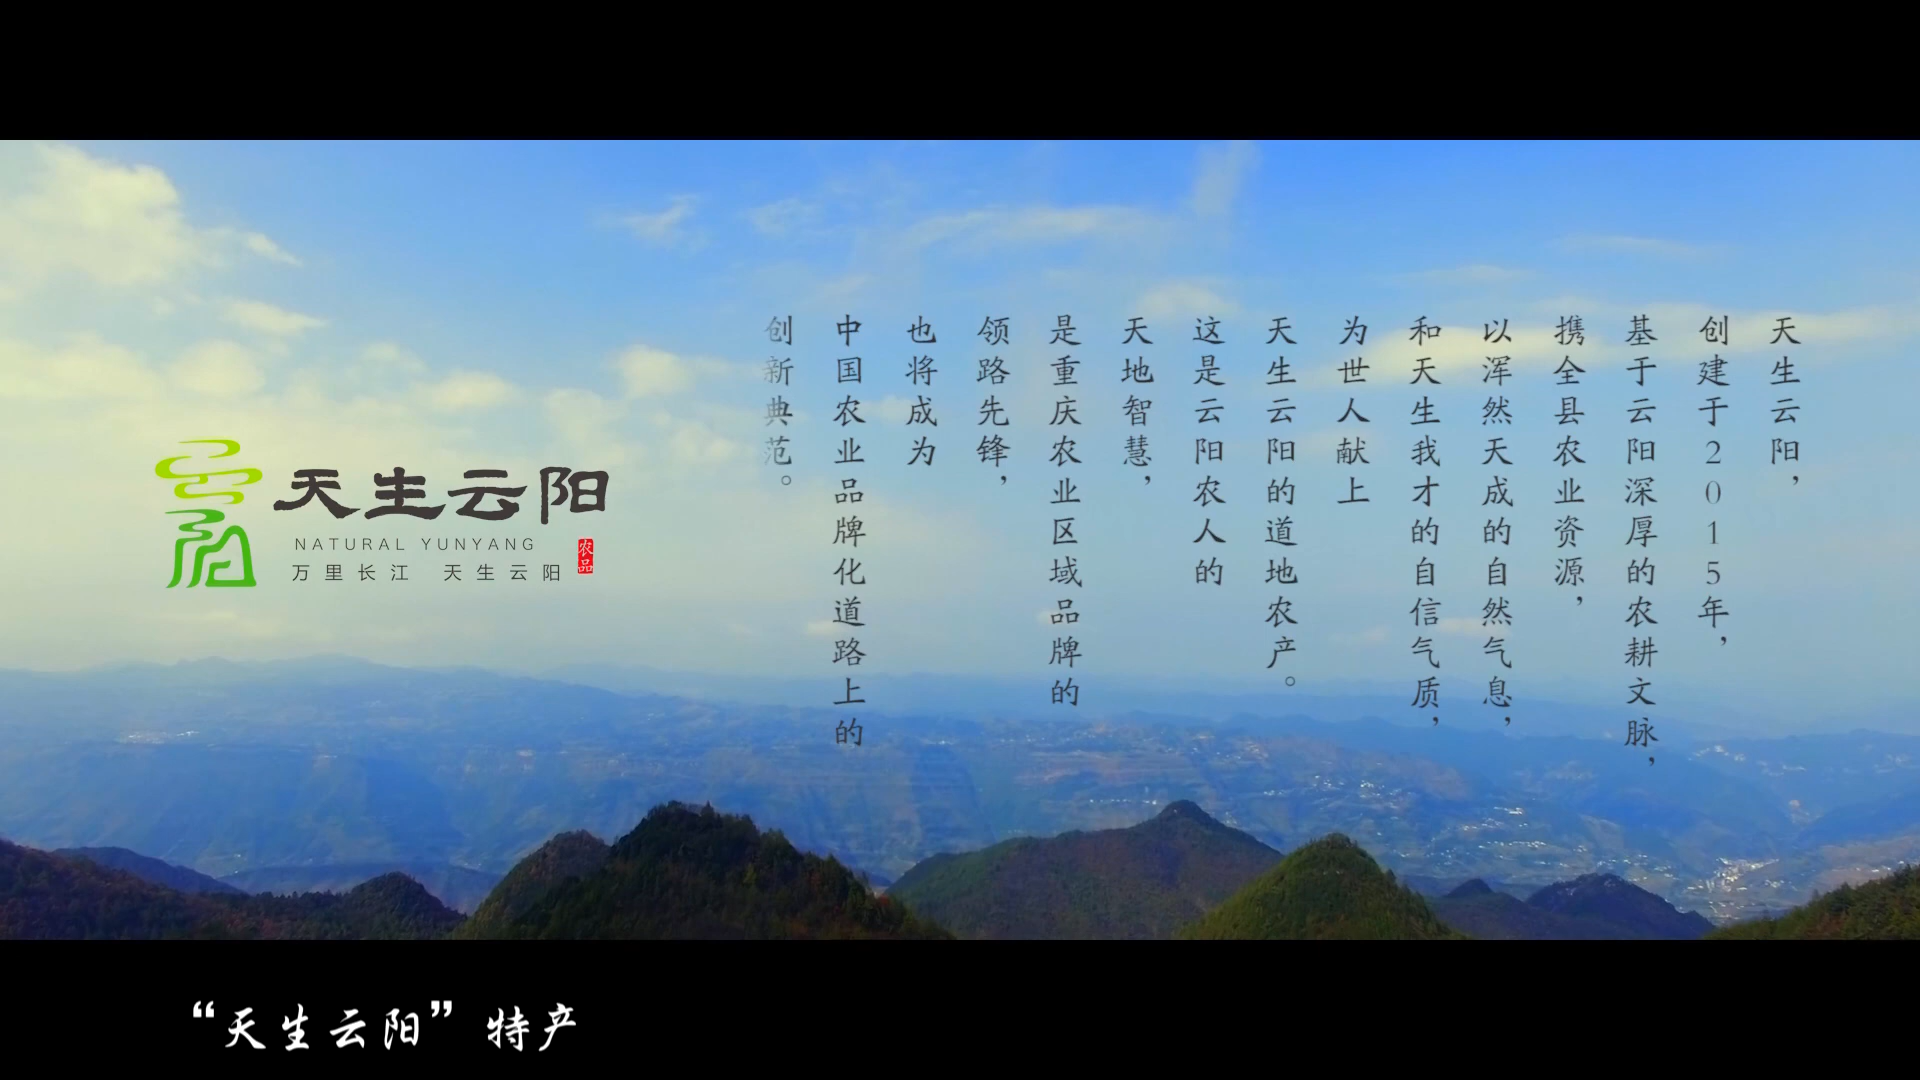 天生云阳
NATURAL YUNYANG
万里长江 天生云阳
农品
天生云阳，
创建于2015年，
基于云阳深厚的农耕文脉，
携全县农业资源，
以浑然天成的自然气息，
和天生我才的自信气质，
为世人献上
天生云阳的道地农产。
这是云阳农人的
天地智慧，
是重庆农业区域品牌的
领路先锋，
也将成为
中国农业品牌化道路上的
创新典范。
“天生云阳”特产